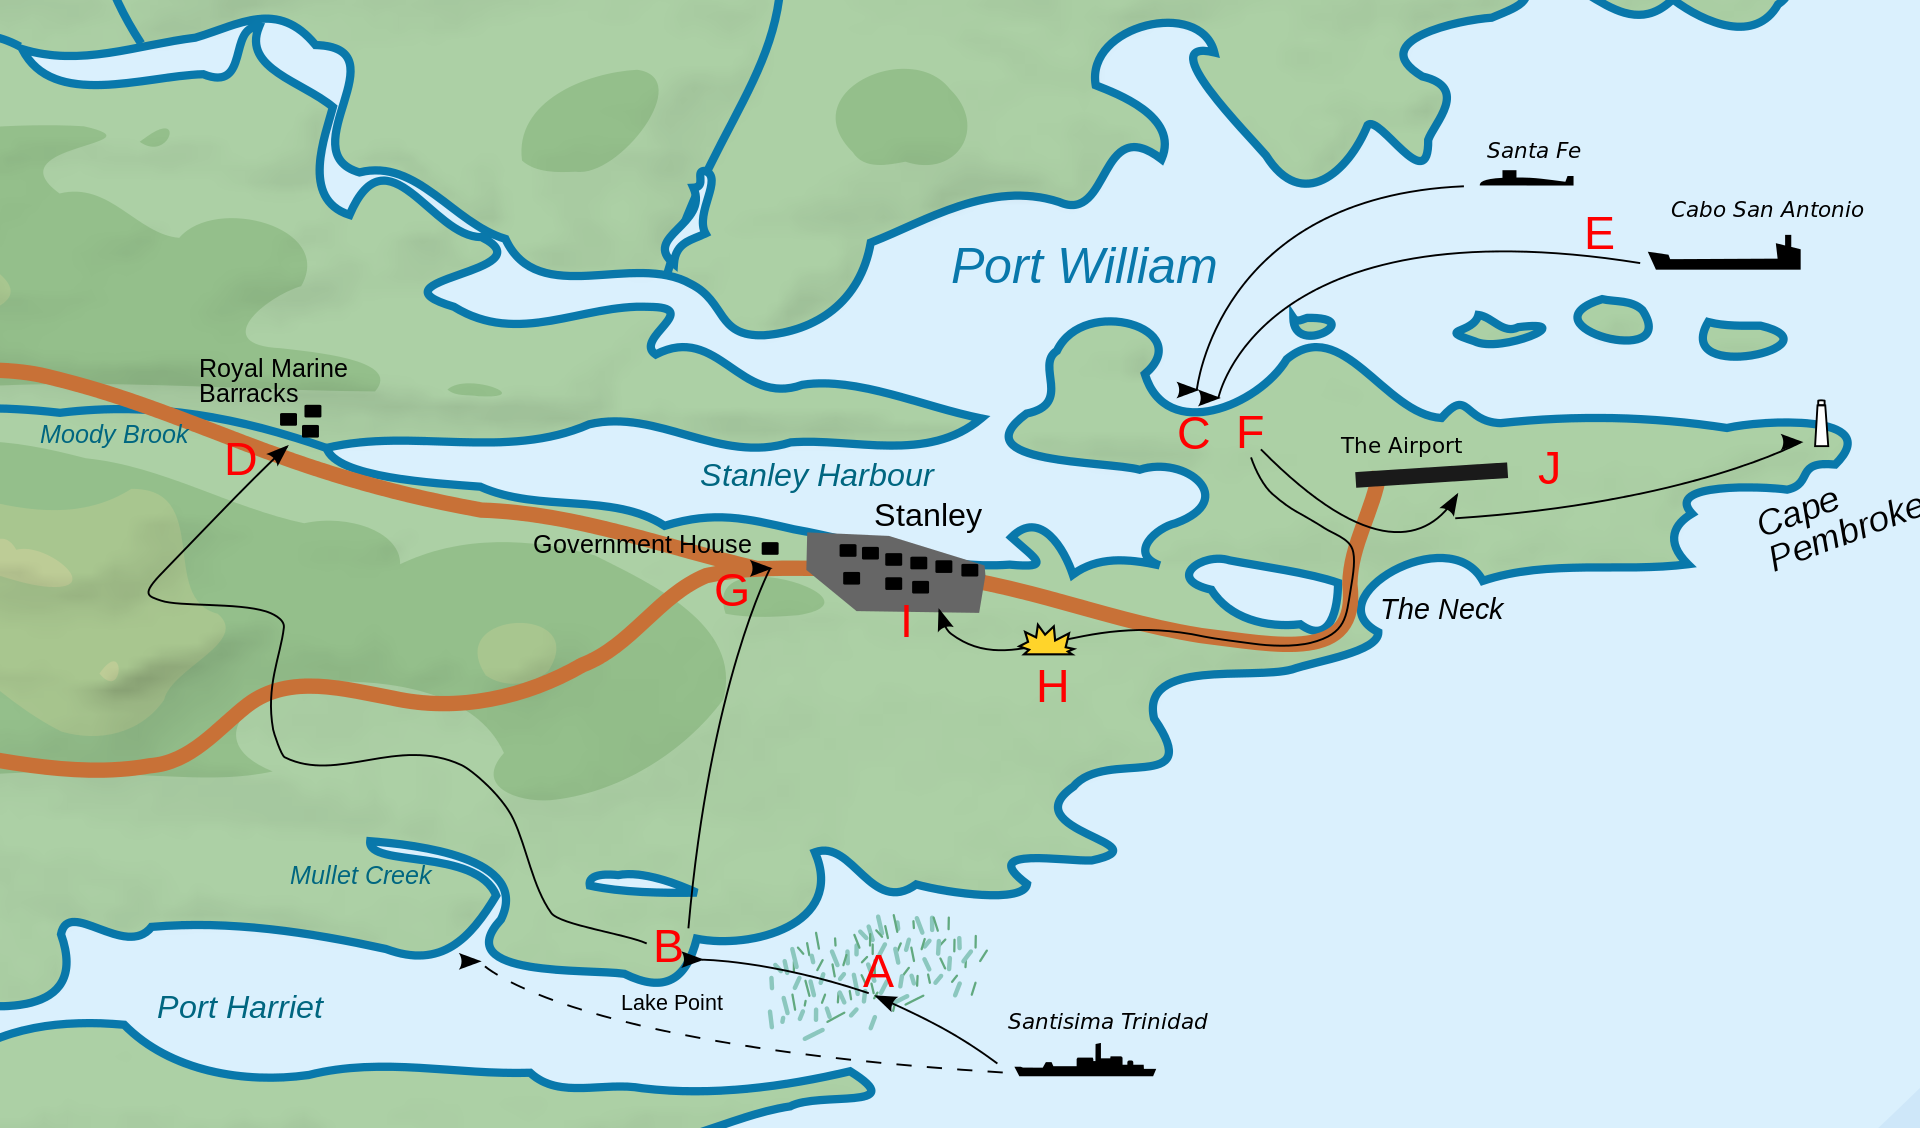 Santa Fe
Cabo San Antonio
E
Port William
Royal Marine
Barracks
Moody Brook
D
C
F
The Airport
J
Stanley Harbour
Stanley
Cape
Pembroke
Government House
G
I
The Neck
H
Mullet Creek
B
A
Lake Point
Port Harriet
Santisima Trinidad